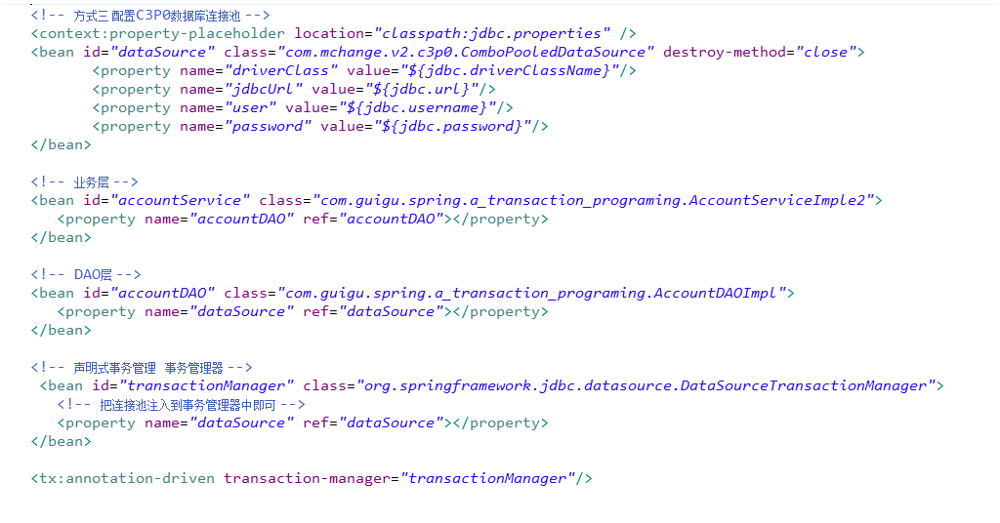 <!-- 方式三 配置C3P0数据库连接池 -->
<context:property-placeholder location="classpath:jdbc.properties" />
<bean id="dataSource" class="com.mchange.v2.c3p0.ComboPooledDataSource" destroy-method="close">
<property name="driverClass" value="${jdbc.driverClassName}"/>
<property name="jdbcUrl" value="${jdbc.url}"/>
<property name="user" value="${jdbc.username}"/>
<property name="password" value="${jdbc.password}"/>
</bean>
<!-- 业务层 -->
<bean id="accountService" class="com.guigu.spring.a_transaction_programing.AccountServiceImple2">
<property name="accountDAO" ref="accountDAO"></property>
</bean>
<!-- DAO层 -->
<bean id="accountDAO" class="com.guigu.spring.a_transaction_programing.AccountDAOImpl">
<property name="dataSource" ref="dataSource"></property>
</bean>
<!-- 声明式事务管理 事务管理器 -->
<bean id="transactionManager" class="org.springframework.jdbc.datasource.DataSourceTransactionManager">
<!-- 把连接池注入到事务管理器中即可 -->
<property name="dataSource" ref="dataSource"></property>
</bean>
<tx:annotation-driven transaction-manager="transactionManager"/>